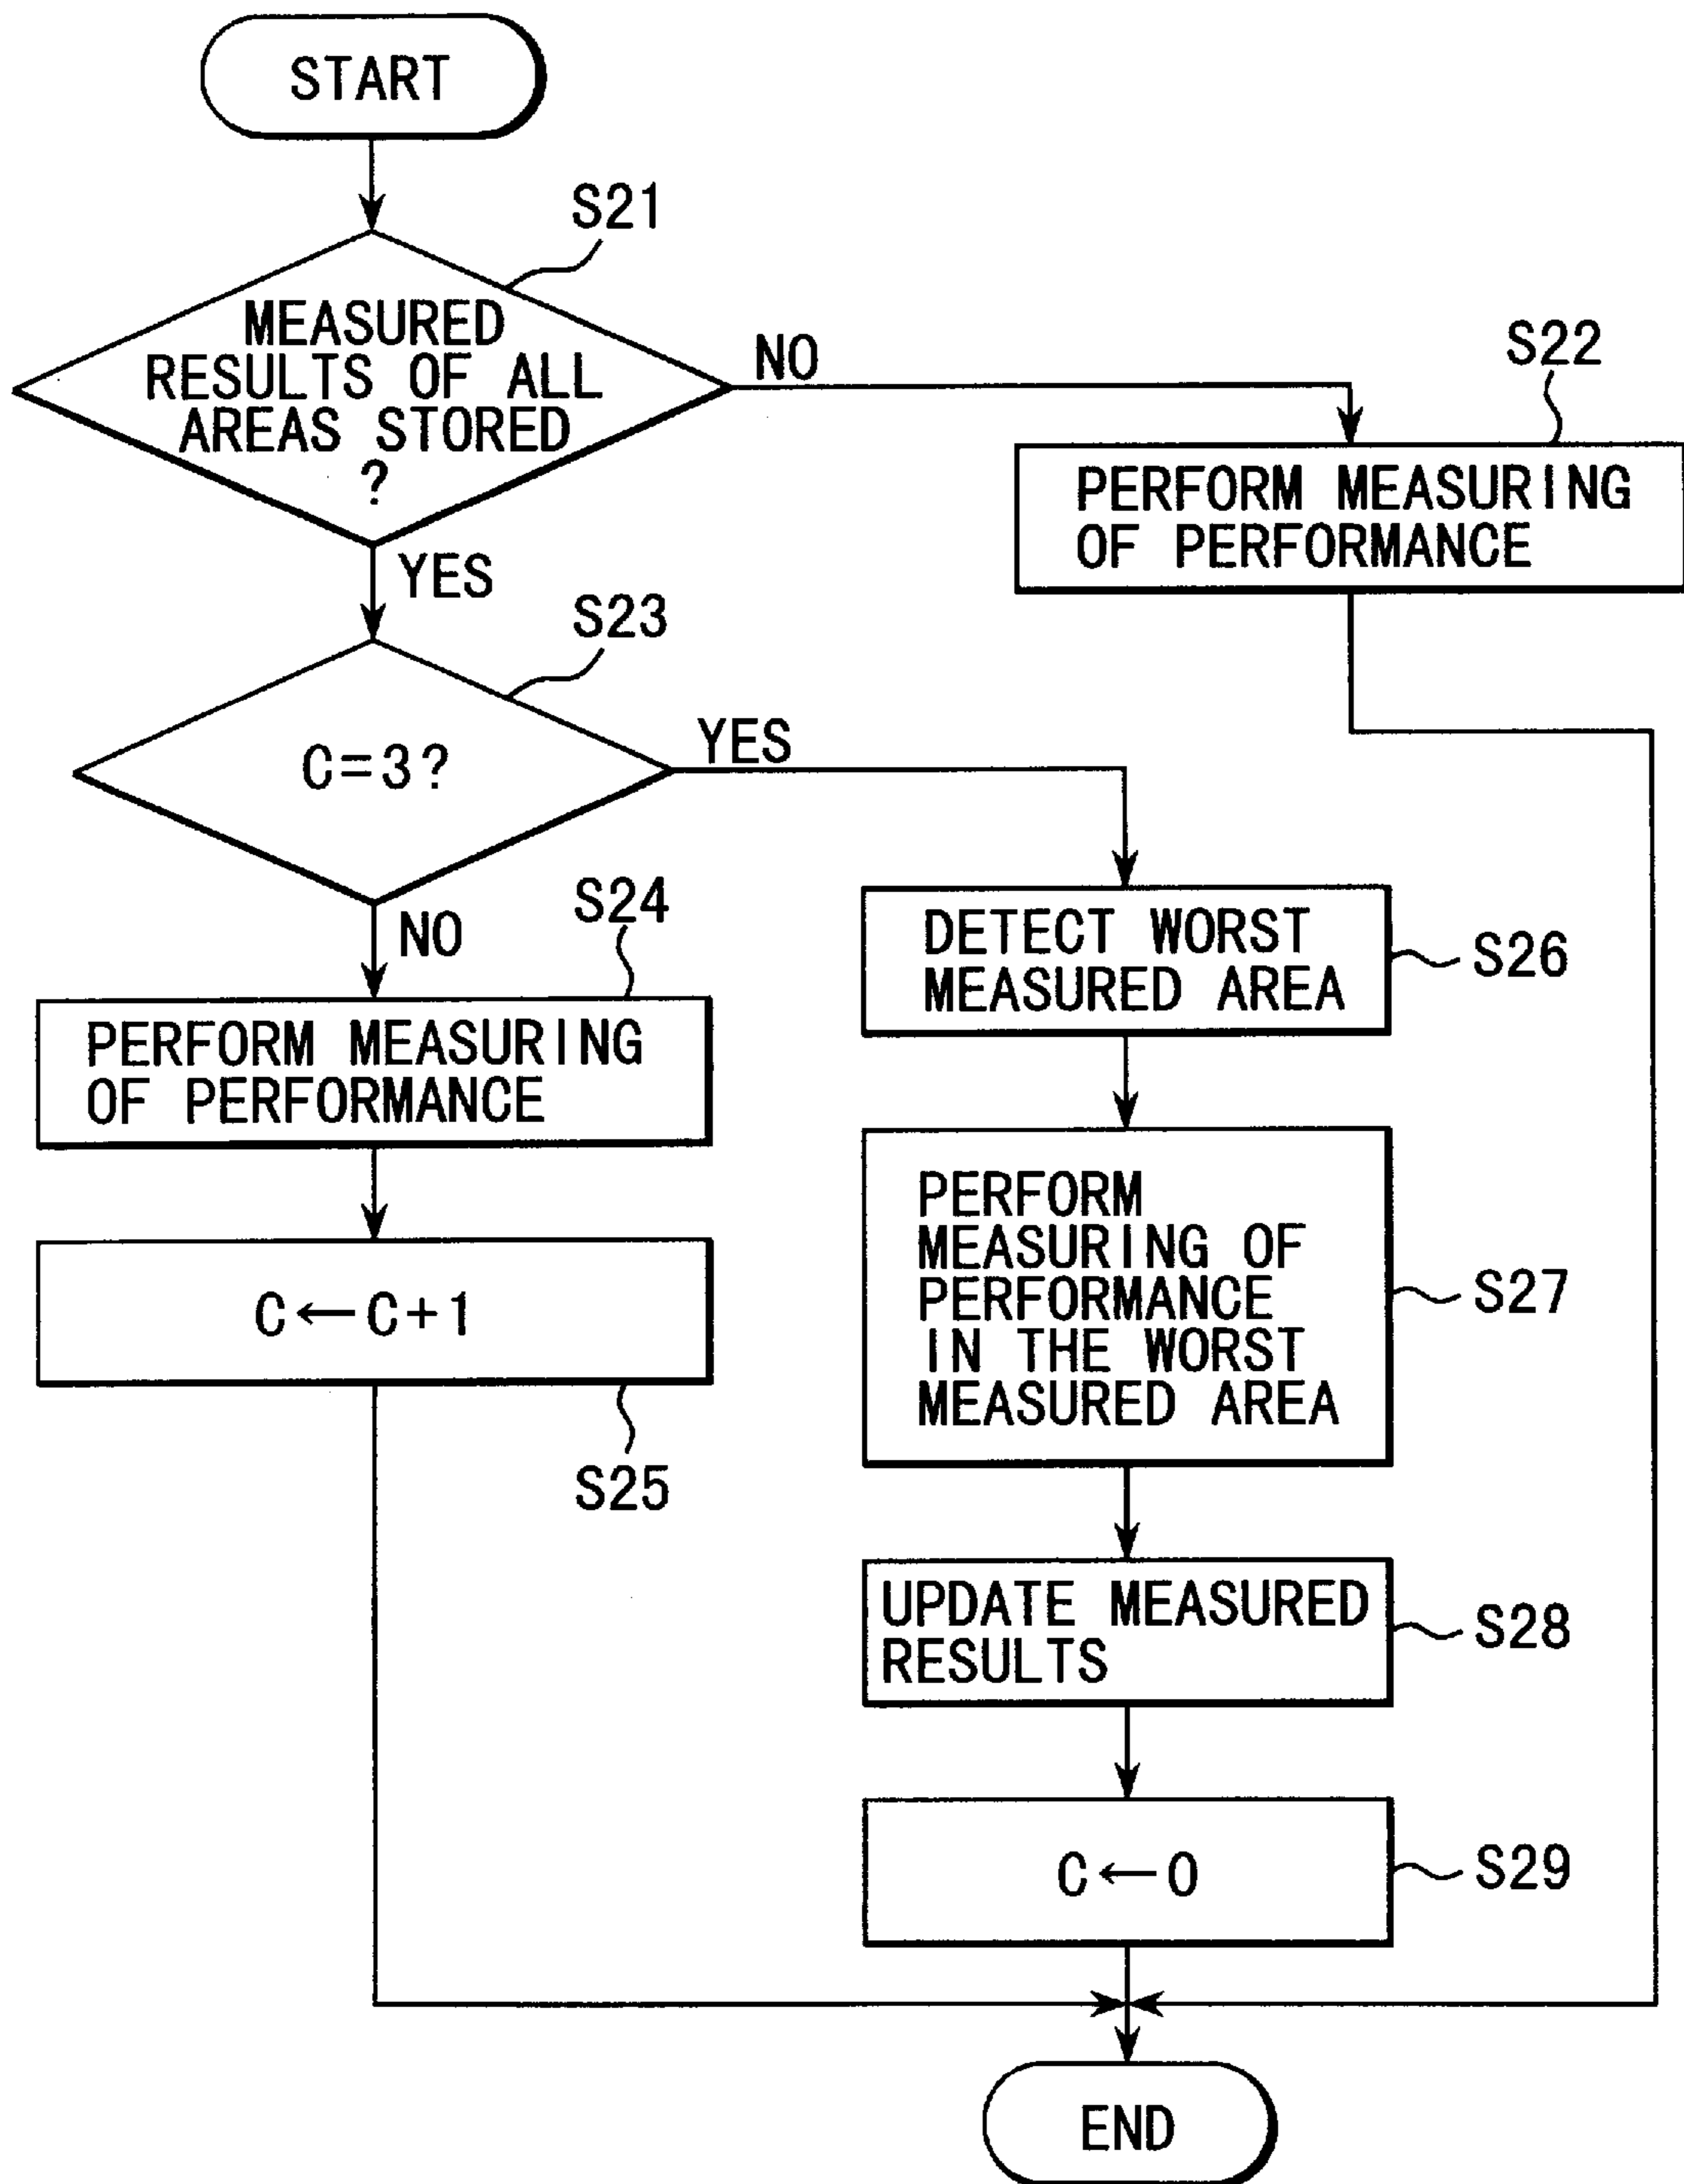 START
S21
MEASURED
RESULTS OF ALL
AREAS STORED
?
NO
S22
PERFORM MEASURING
OF PERFORMANCE
YES
S23
C=3?
YES
NO
S24
PERFORM MEASURING
OF PERFORMANCE
C←C+1
S25
DETECT WORST
MEASURED AREA
S26
PERFORM
MEASURING OF
PERFORMANCE
IN THE WORST
MEASURED AREA
S27
UPDATE MEASURED
RESULTS
S28
C←0
S29
END